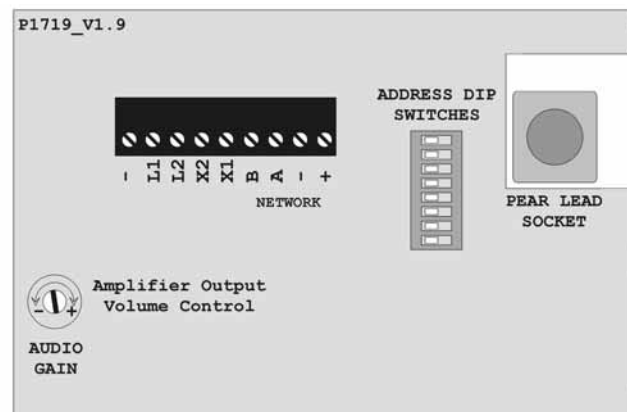 P1719_V1.9
ADDRESS DIP
SWITCHES
- L1 L2 X2 X1 B A - +
NETWORK
PEAR LEAD
SOCKET
Amplifier Output
Volume Control
- +
AUDIO
GAIN